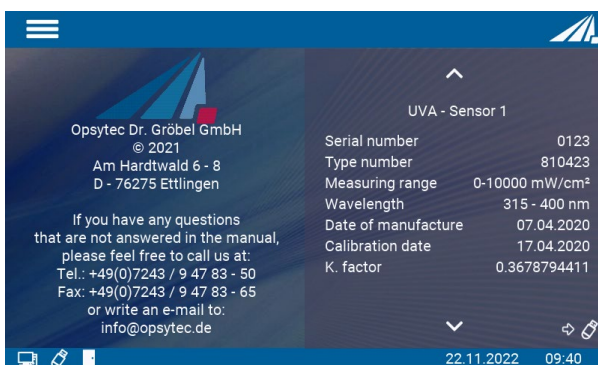 Opsytec Dr. Gröbel GmbH
© 2021
Am Hardtwald 6 - 8
D - 76275 Ettlingen
If you have any questions
that are not answered in the manual,
please feel free to call us at:
Tel.: +49(0)7243 / 9 47 83 - 50
Fax: +49(0)7243 / 9 47 83 - 65
or write an e-mail to:
info@opsytec.de
UVA - Sensor 1
Serial number 0123
Type number 810423
Measuring range 0-10000 mW/cm²
Wavelength 315 - 400 nm
Date of manufacture 07.04.2020
Calibration date 17.04.2020
K. factor 0.3678794411
22.11.2022 09:40